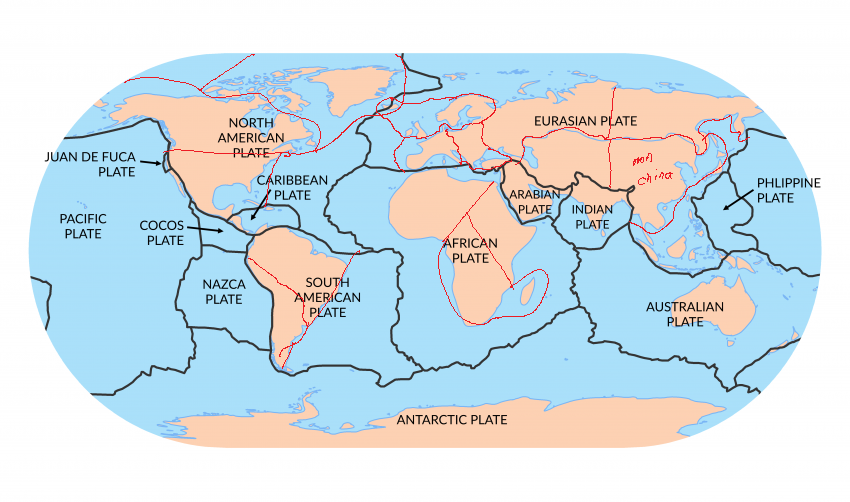 NORTH
AMERICAN
PLATE
EURASIAN PLATE
JUAN DE FUCA
PLATE
CARIBBEAN
PLATE
ARABIAN
PLATE
INDIAN
PLATE
China
PHLIPPINE
PLATE
PACIFIC
PLATE
COCOS
PLATE
AFRICAN
PLATE
NAZCA
PLATE
SOUTH
AMERICAN
PLATE
AUSTRALIAN
PLATE
ANTARCTIC PLATE